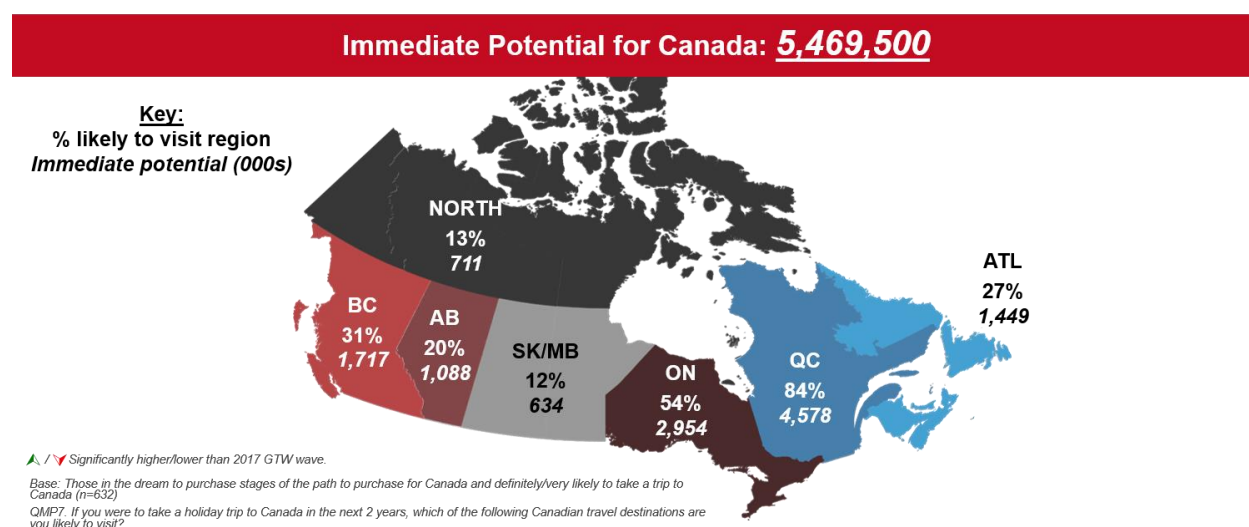 Immediate Potential for Canada: 5,469,500
Key:
% likely to visit region
Immediate potential (000s)
NORTH
13%
711
BC
31%
1,717
AB
20%
1,088
SK/MB
12%
634
ON
54%
2,954
QC
84%
4,578
ATL
27%
1,449
/ Significantly higher/lower than 2017 GTW wave.
Base: Those in the dream to purchase stages of the path to purchase for Canada and definitely/very likely to take a trip to
Canada (n=632)
QMP7. If you were to take a holiday trip to Canada in the next 2 years, which of the following Canadian travel destinations are
you likely to visit?